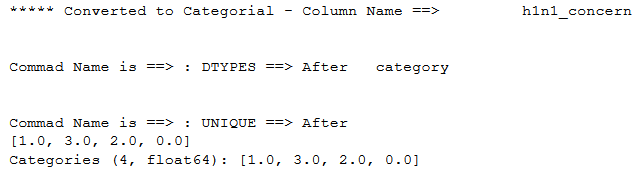 ***** Converted to Categorial - Column Name ==> h1n1_concern
Commad Name is ==> : DTYPES ==> After category
Commad Name is ==> : UNIQUE ==> After
[1.0, 3.0, 2.0, 0.0]
Categories (4, float64): [1.0, 3.0, 2.0, 0.0]